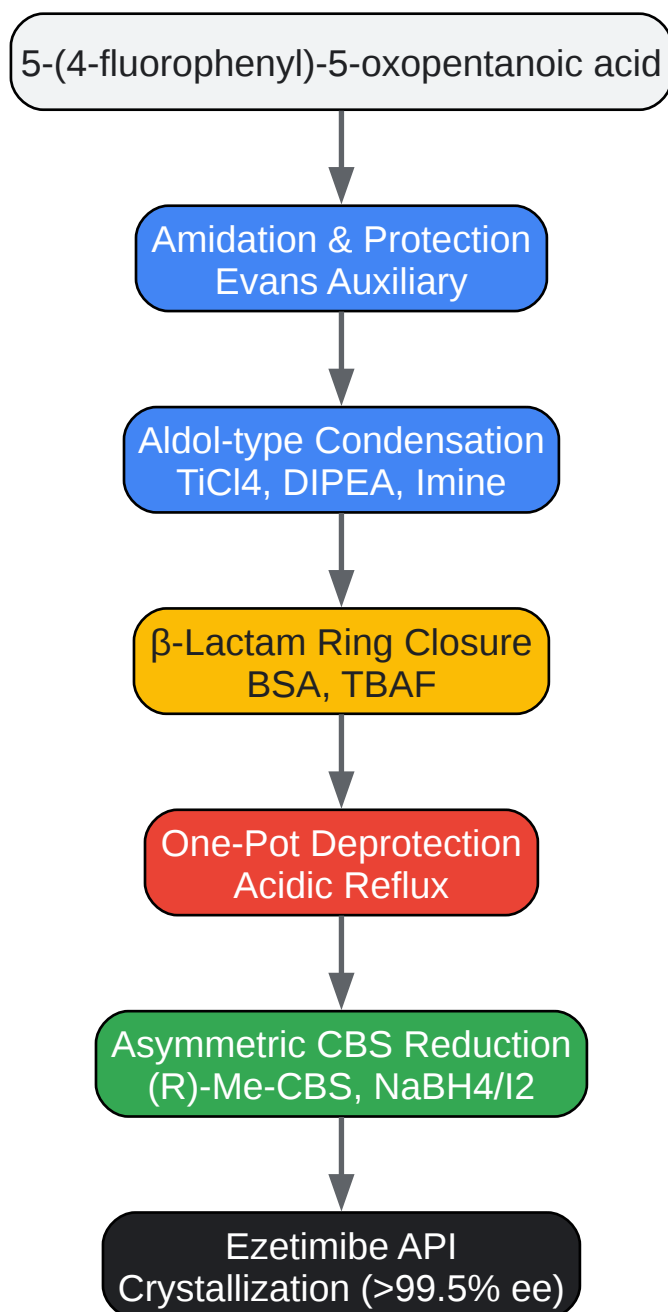 5-(4-fluorophenyl)-5-oxopentanoic acid
Amidation & Protection
Evans Auxiliary
Aldol-type Condensation
TiCl4, DIPEA, Imine
β-Lactam Ring Closure
BSA, TBAF
One-Pot Deprotection
Acidic Reflux
Asymmetric CBS Reduction
(R)-Me-CBS, NaBH4/I2
Ezetimibe API
Crystallization (>99.5% ee)